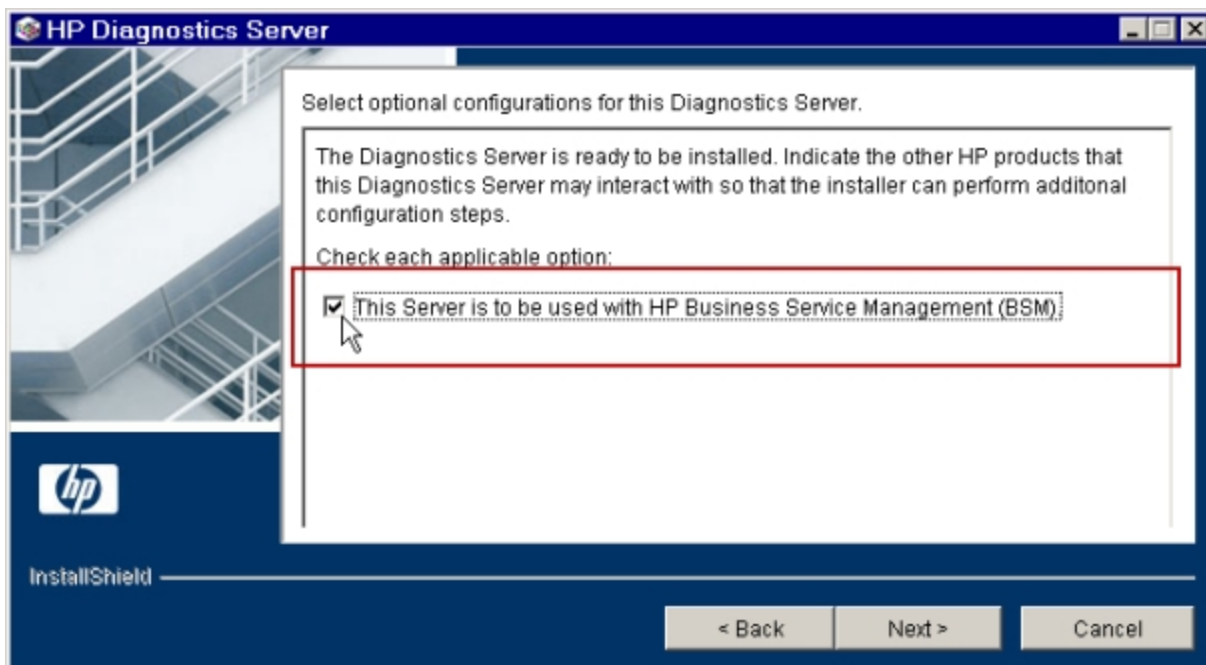 HP Diagnostics Server
Select optional configurations for this Diagnostics Server.
The Diagnostics Server is ready to be installed. Indicate the other HP products that
this Diagnostics Server may interact with so that the installer can perform additonal
configuration steps.
Check each applicable option:
This Server is to be used with HP Business Service Management (BSM).
hp
InstallShield
< Back
Next >
Cancel